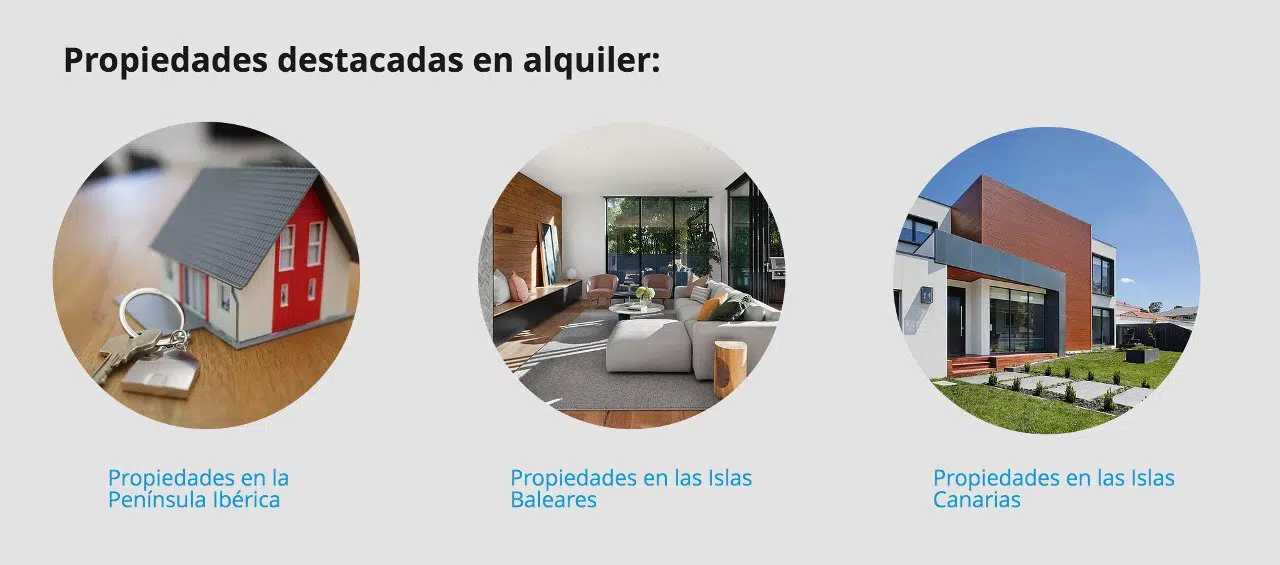 Propiedades destacadas en alquiler:
Propiedades en la
Península Ibérica
Propiedades en las Islas
Baleares
Propiedades en las Islas
Canarias